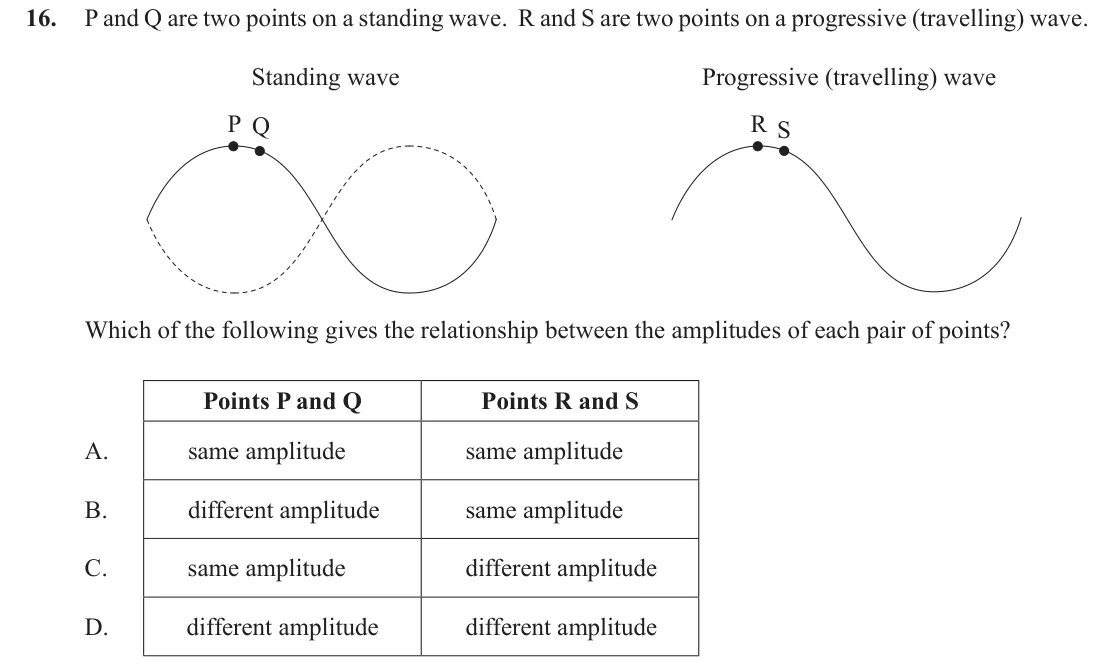 16. P and Q are two points on a standing wave. R and S are two points on a progressive (travelling) wave.
Standing wave Progressive (travelling) wave
P Q R S
Which of the following gives the relationship between the amplitudes of each pair of points?
Points P and Q Points R and S
A. same amplitude same amplitude
B. different amplitude same amplitude
C. same amplitude different amplitude
D. different amplitude different amplitude